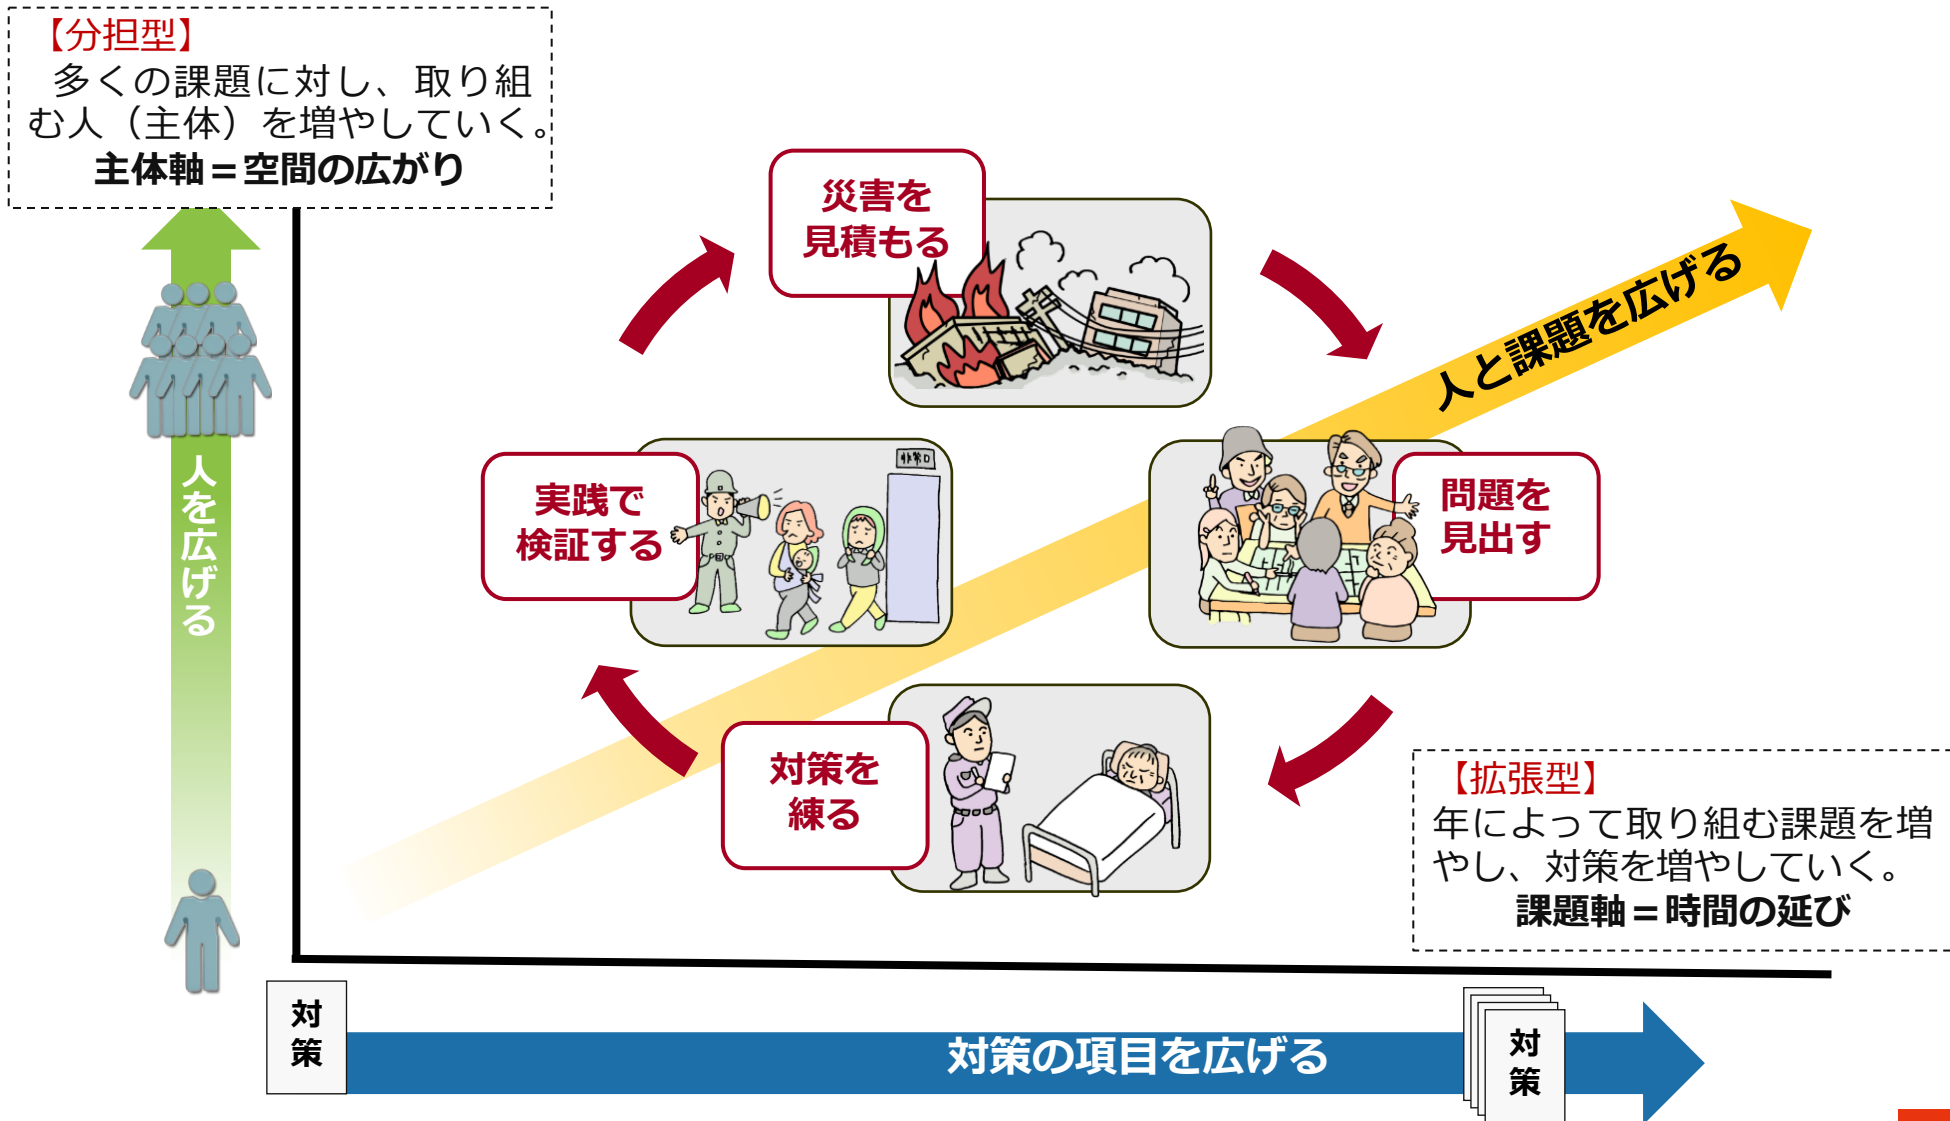 【分担型】
多くの課題に対し、取り組
む人（主体）を増やしていく。
主体軸＝空間の広がり
災害を
見積もる
人と課題を広げる
非常口
実践で
検証する
問題を
見出す
人を広げる
対策を
練る
【拡張型】
年によって取り組む課題を増
やし、対策を増やしていく。
課題軸＝時間の延び
対
策
対策の項目を広げる
対
策